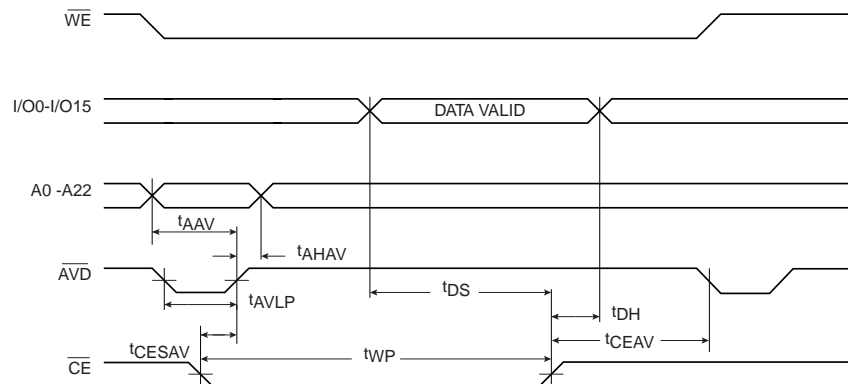 WE
I/O0-I/O15 DATA VALID
A0 -A22
tAAV
tAHAV
AVD
tDS
tAVLP
tDH
tCESAV
tWP
tCEAV
CE